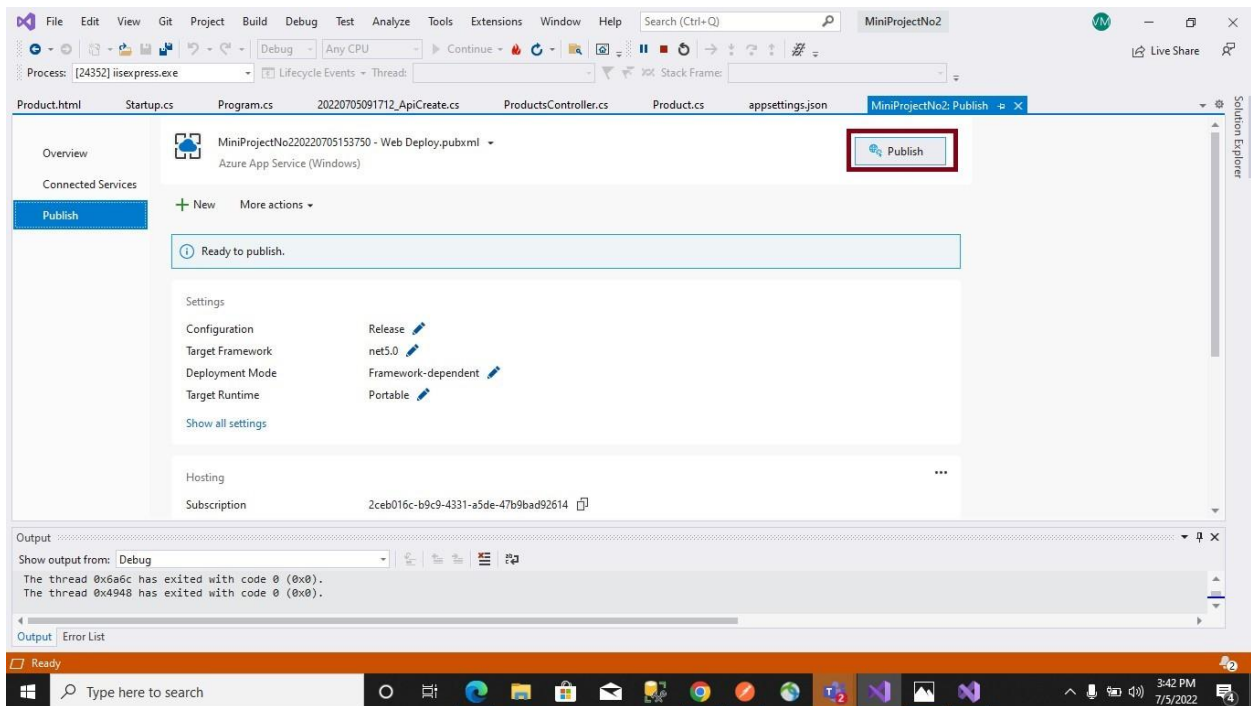 File Edit View Git Project Build Debug Test Analyze Tools Extensions Window Help Search (Ctrl+Q) MiniProjectNo2 VM
Debug Any CPU Continue Live Share
Process: [24352] iisexpress.exe Lifecycle Events Thread: Stack Frame:
Product.html Startup.cs Program.cs 20220705091712_ApiCreate.cs ProductsController.cs Product.cs appsettings.json MiniProjectNo2: Publish
Solution Explorer
Overview
Connected Services
Publish
MiniProjectNo220220705153750 - Web Deploy.pubxml
Azure App Service (Windows)
Publish
New More actions
Ready to publish.
Settings
Configuration Release
Target Framework net5.0
Deployment Mode Framework-dependent
Target Runtime Portable
Show all settings
Hosting
Subscription 2ceb016c-b9c9-4331-a5de-47b9bad92614
Output
Show output from: Debug
The thread 0x6a6c has exited with code 0 (0x0).
The thread 0x4948 has exited with code 0 (0x0).
Output Error List
Ready 2
Type here to search 3:42 PM
7/5/2022 4